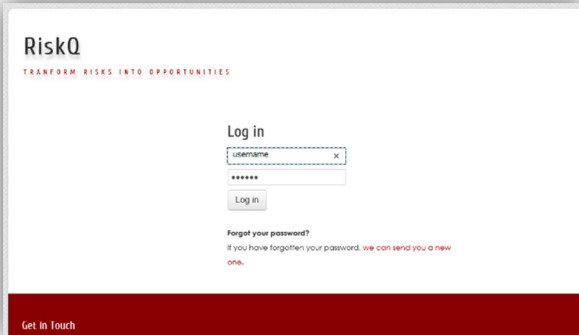 RiskQ
TRANFORM RISKS INTO OPPORTUNITIES
Log in
username ×
••••••
Log in
Forgot your password?
If you have forgotten your password, we can send you a new
one.
Get in Touch